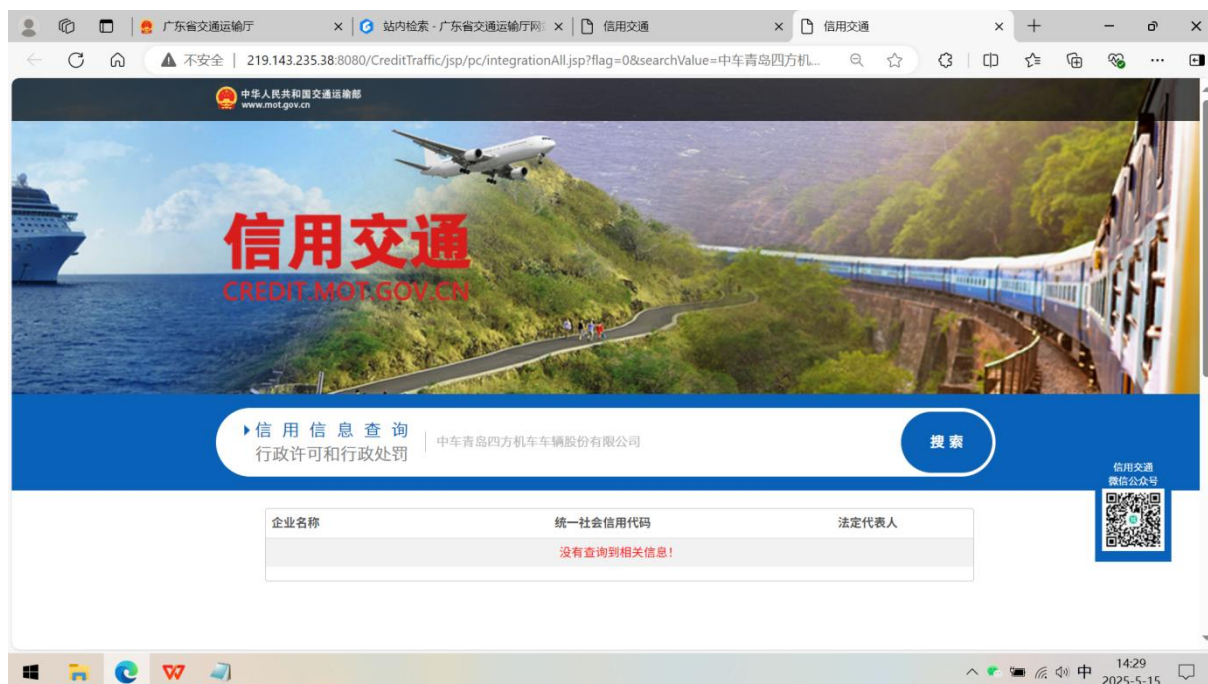 广东省交通运输厅
站内检索 - 广东省交通运输厅网
信用交通
信用交通
不安全 | 219.143.235.38:8080/CreditTraffic/jsp/pc/integrationAll.jsp?flag=0&searchValue=中车青岛四方机...
中华人民共和国交通运输部
www.mot.gov.cn
信用交通
CREDIT.MOT.GOV.CN
信用信息查询
行政许可和行政处罚
中车青岛四方机车车辆股份有限公司
搜索
信用交通
微信公众号
企业名称 统一社会信用代码 法定代表人
没有查询到相关信息!
中
14:29
2025-5-15